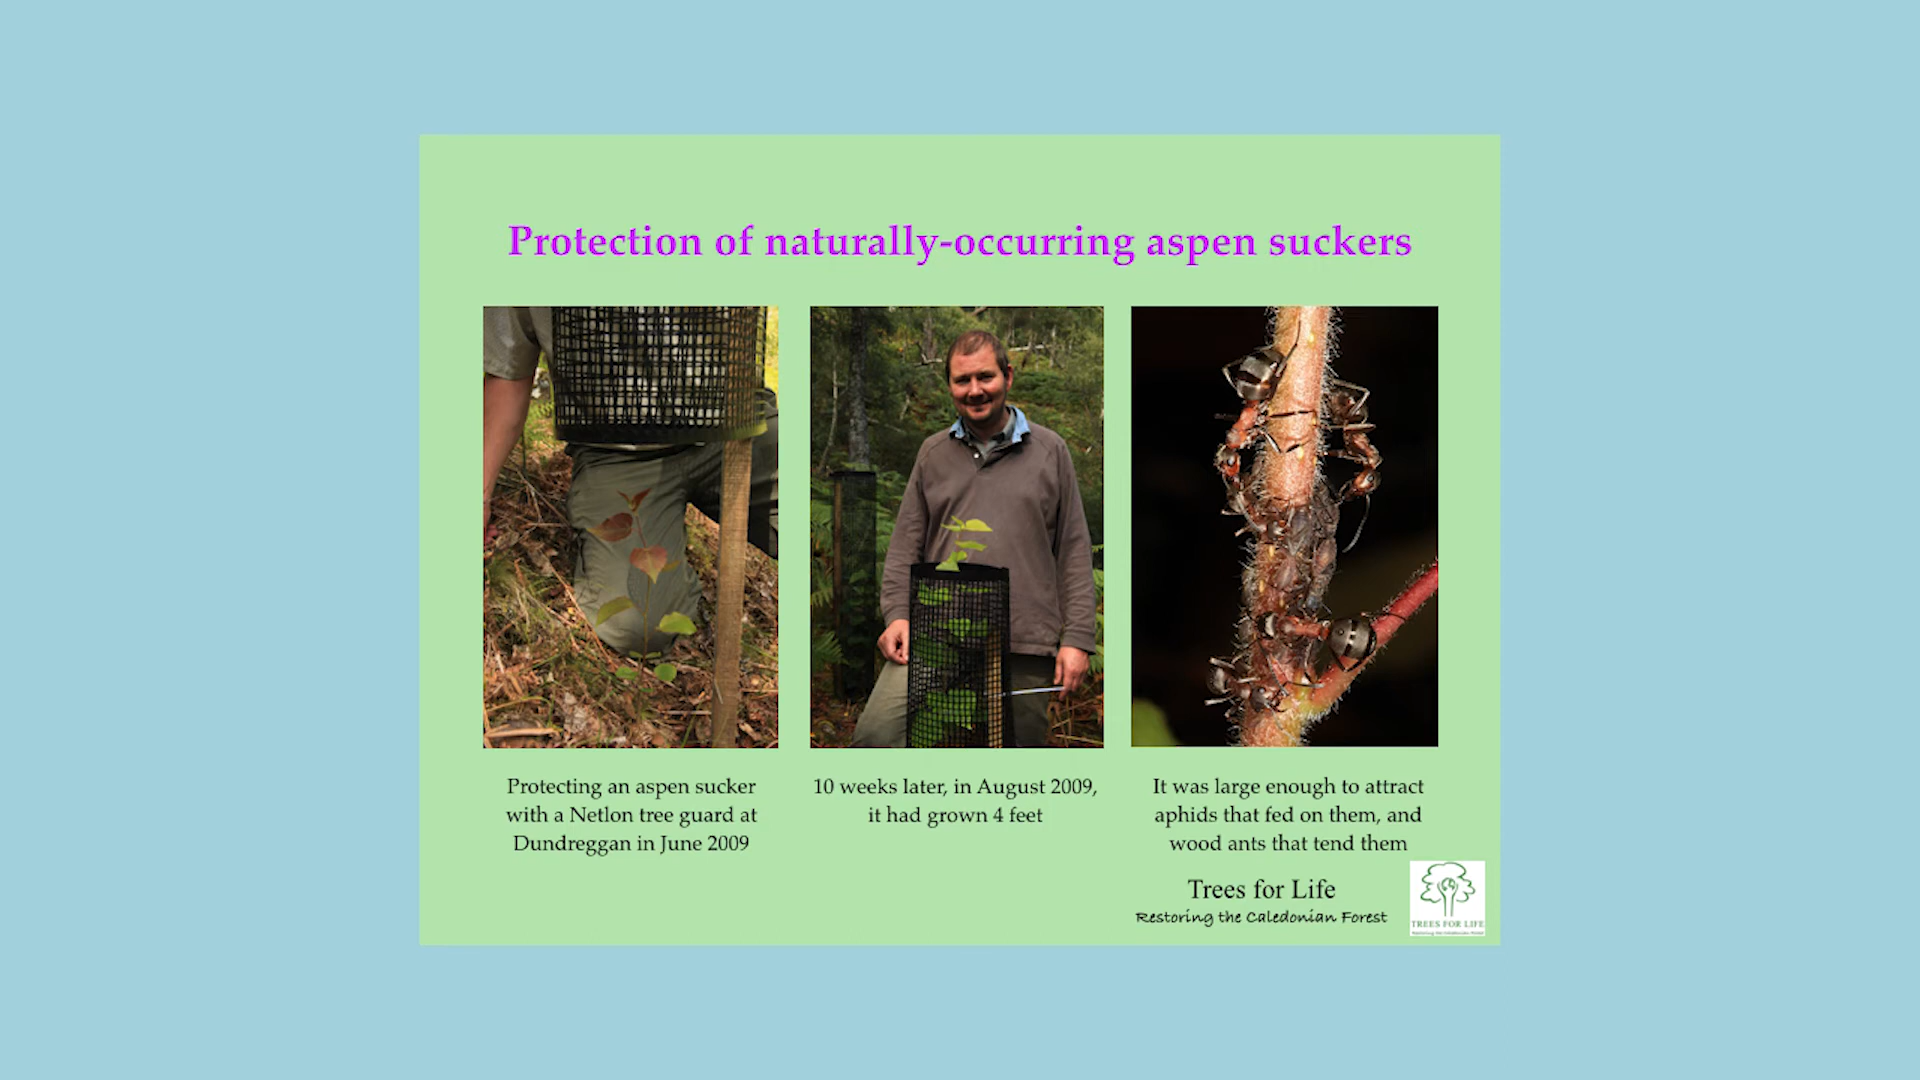 Protection of naturally-occurring aspen suckers
Protecting an aspen sucker
with a Netlon tree guard at
Dundreggan in June 2009
10 weeks later, in August 2009,
it had grown 4 feet
It was large enough to attract
aphids that fed on them, and
wood ants that tend them
Trees for Life
Restoring the Caledonian Forest
TREES FOR LIFE